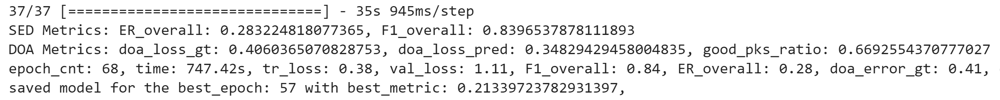 37/37 [==============================] - 35s 945ms/step
SED Metrics: ER_overall: 0.283224818077365, F1_overall: 0.8396537878111893
DOA Metrics: doa_loss_gt: 0.4060365070828753, doa_loss_pred: 0.34829429458004835, good_pks_ratio: 0.6692554370777027
epoch_cnt: 68, time: 747.42s, tr_loss: 0.38, val_loss: 1.11, F1_overall: 0.84, ER_overall: 0.28, doa_error_gt: 0.41,
saved model for the best_epoch: 57 with best_metric: 0.21339723782931397,